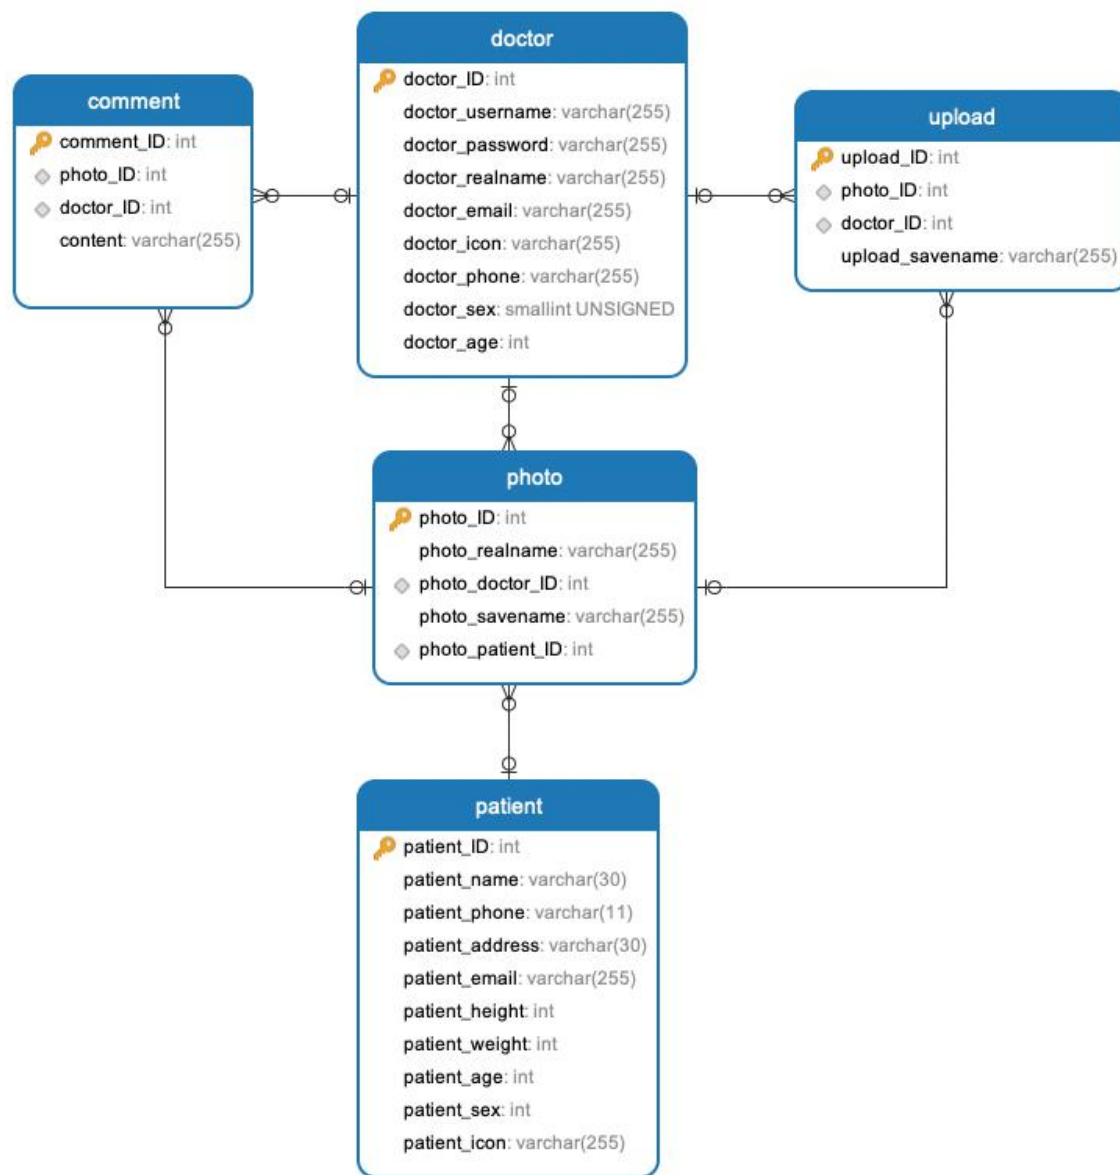 doctor
doctor_ID: int
doctor_username: varchar(255)
doctor_password: varchar(255)
doctor_realname: varchar(255)
doctor_email: varchar(255)
doctor_icon: varchar(255)
doctor_phone: varchar(255)
doctor_sex: smallint UNSIGNED
doctor_age: int
comment
comment_ID: int
photo_ID: int
doctor_ID: int
content: varchar(255)
upload
upload_ID: int
photo_ID: int
doctor_ID: int
upload_savename: varchar(255)
photo
photo_ID: int
photo_realname: varchar(255)
photo_doctor_ID: int
photo_savename: varchar(255)
photo_patient_ID: int
patient
patient_ID: int
patient_name: varchar(30)
patient_phone: varchar(11)
patient_address: varchar(30)
patient_email: varchar(255)
patient_height: int
patient_weight: int
patient_age: int
patient_sex: int
patient_icon: varchar(255)